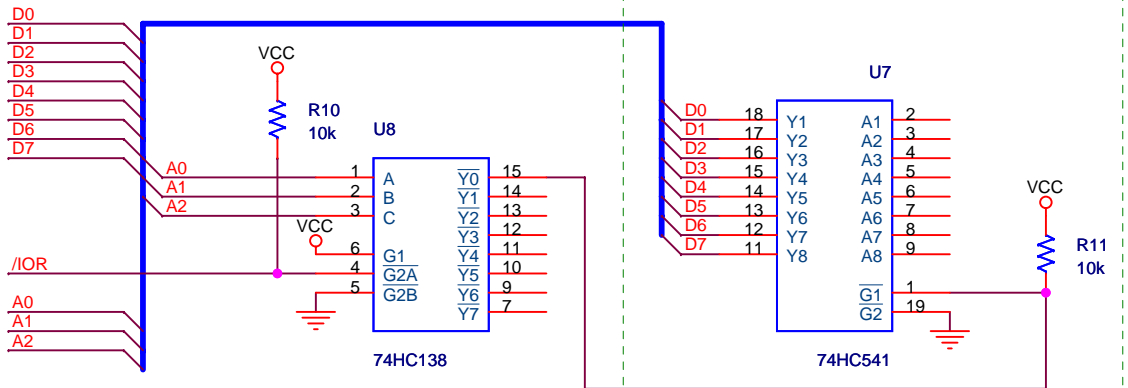 D0
D1
D2
D3
D4
D5
D6
D7
/IOR
A0
A1
A2
VCC
R10
10k
U8
A0
A1
A2
VCC
1 A Y0 15
2 B Y1 14
3 C Y2 13
Y3 12
6 G1 Y4 11
4 G2A Y5 10
5 G2B Y6 9
Y7 7
74HC138
U7
D0 18 Y1 A1 2
D1 17 Y2 A2 3
D2 16 Y3 A3 4
D3 15 Y4 A4 5
D4 14 Y5 A5 6
D5 13 Y6 A6 7
D6 12 Y7 A7 8
D7 11 Y8 A8 9
G1 1
G2 19
74HC541
VCC
R11
10k